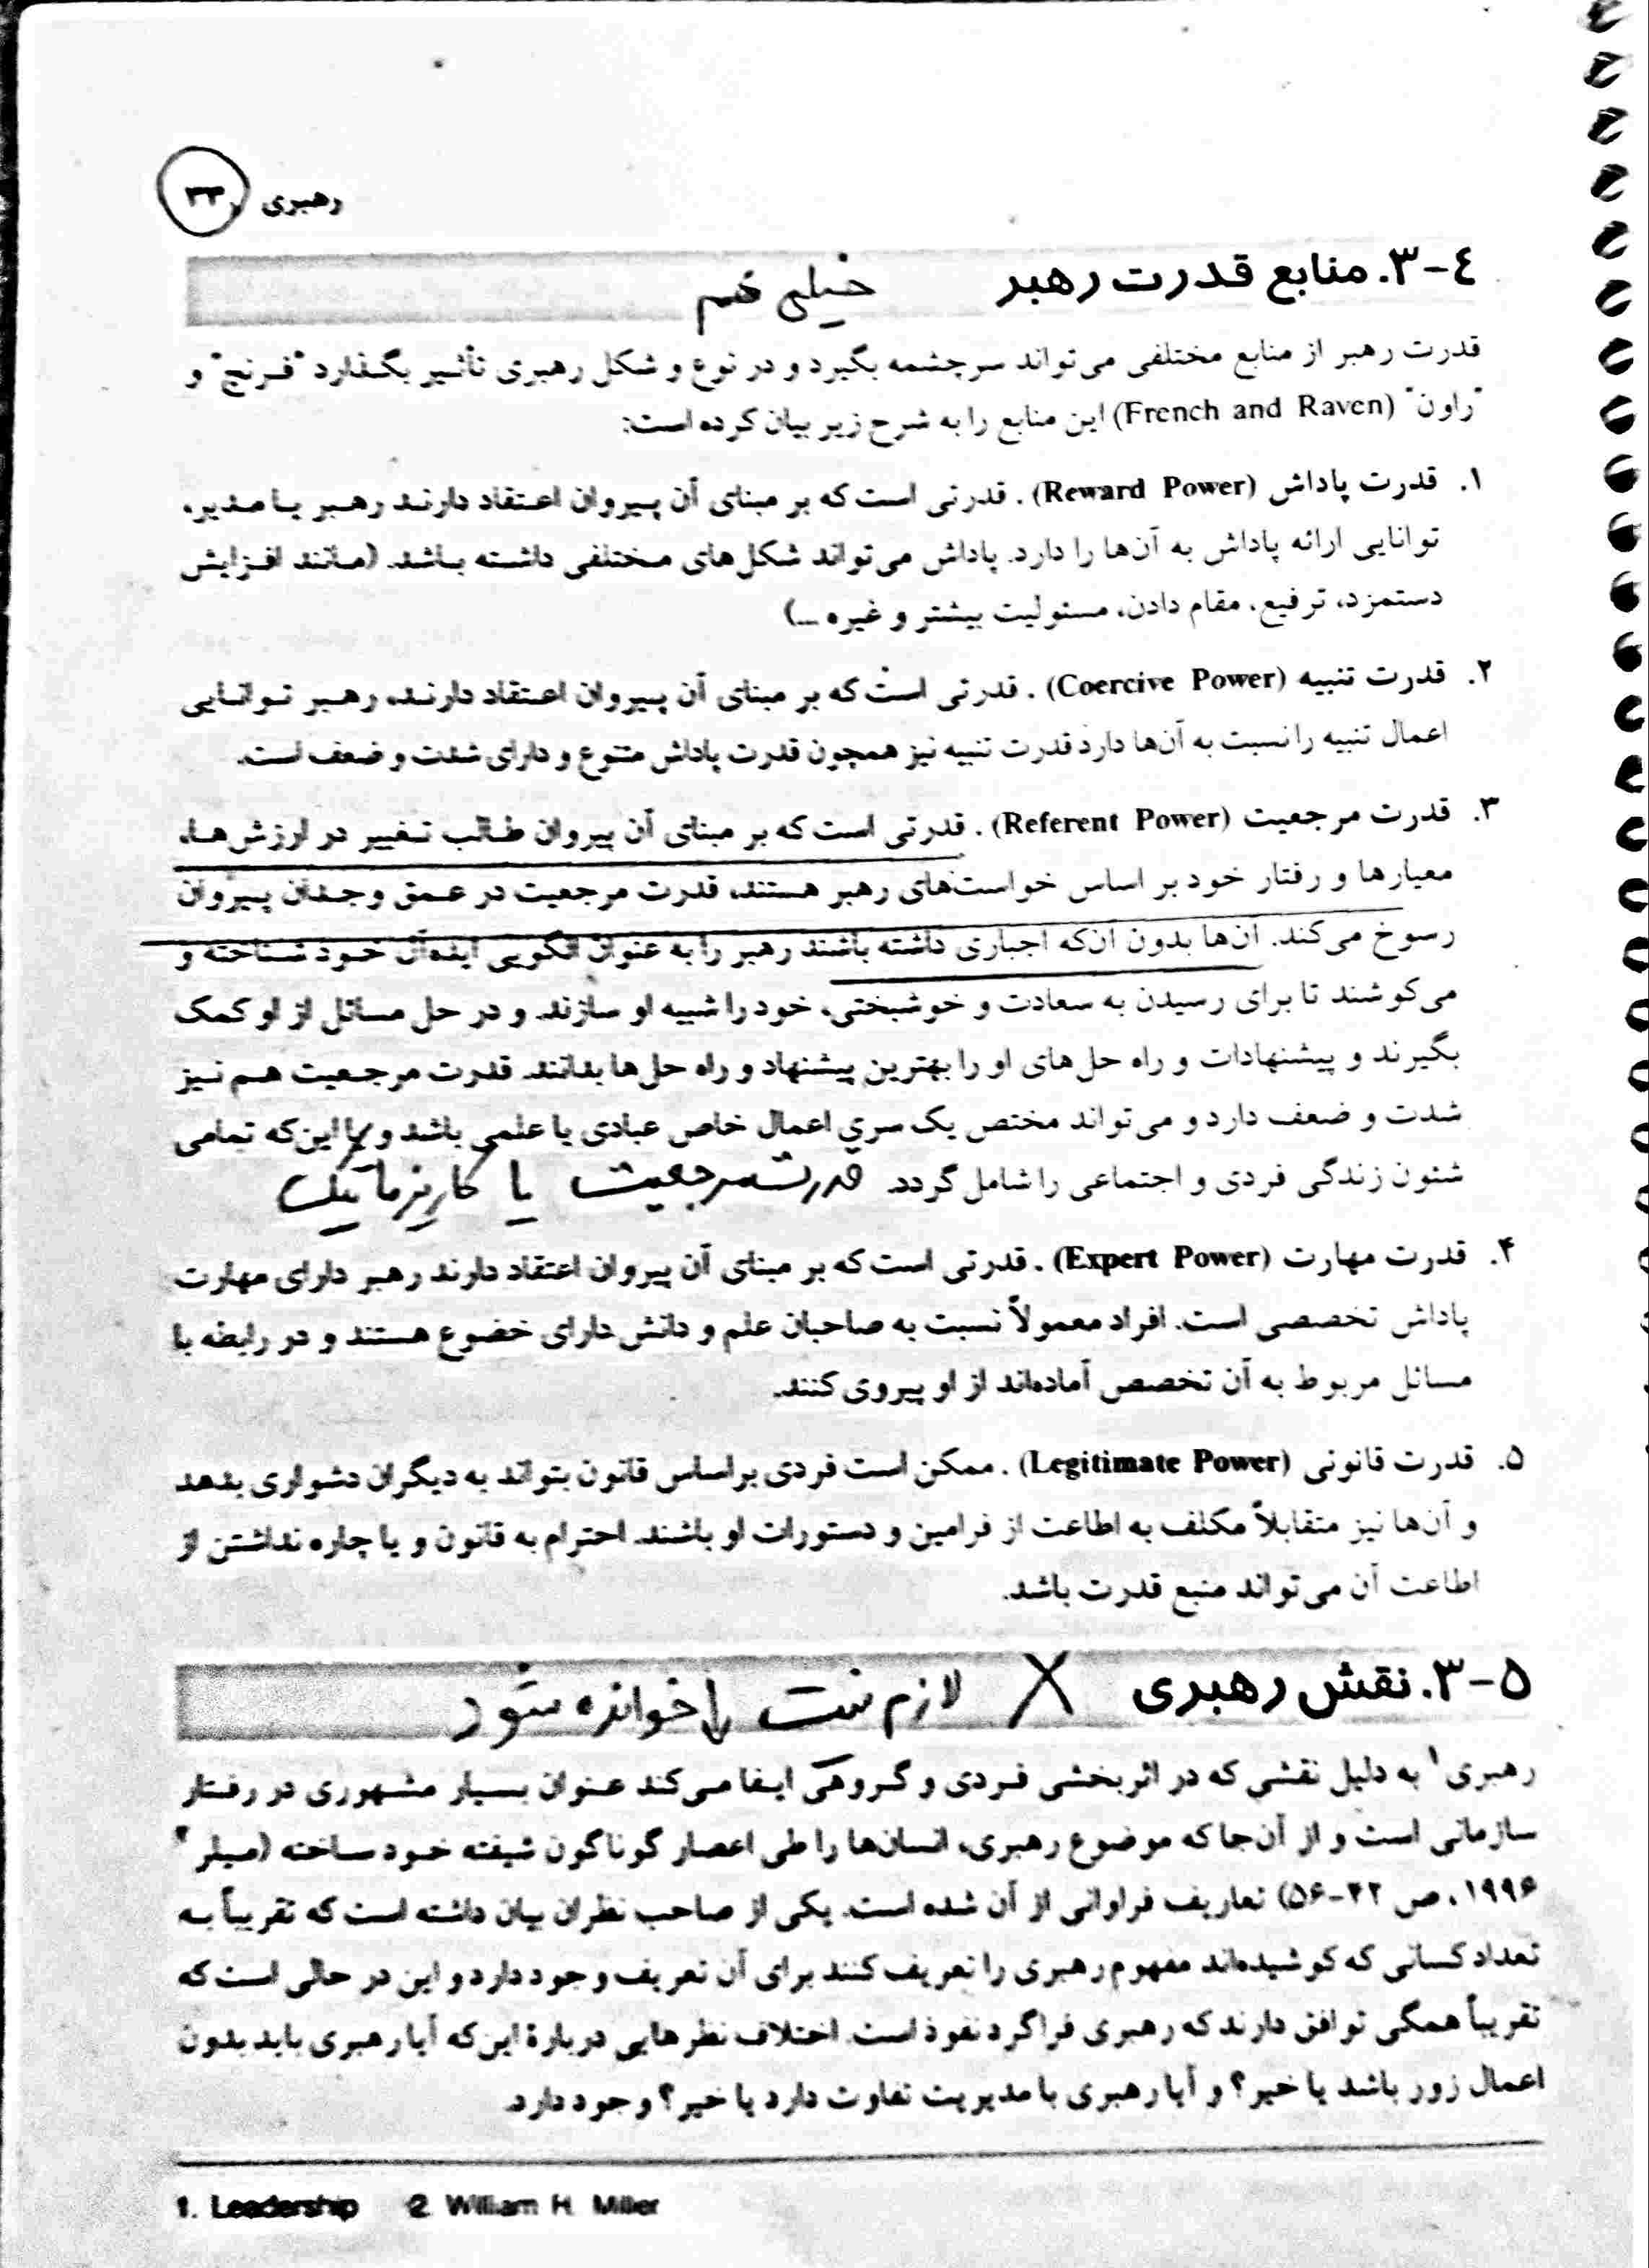 رهبری ۳۳
۳-۴. منابع قدرت رهبر خیلی مهم
قدرت رهبر از منابع مختلفی می‌تواند سرچشمه بگیرد و در نوع و شکل رهبری تأثیر بگذارد "فرنچ" و
"راون" (French and Raven) این منابع را به شرح زیر بیان کرده است:
۱. قدرت پاداش (Reward Power) . قدرتی است که بر مبنای آن پیروان اعتقاد دارند رهبر یا مدیر،
توانایی ارائه پاداش به آن‌ها را دارد. پاداش می‌تواند شکل‌های مختلفی داشته باشد. (مانند افزایش
دستمزد، ترفیع، مقام دادن، مسئولیت بیشتر و غیره ...)
۲. قدرت تنبیه (Coercive Power) . قدرتی است که بر مبنای آن پیروان اعتقاد دارند، رهبر توانایی
اعمال تنبیه را نسبت به آن‌ها دارد قدرت تنبیه نیز همچون قدرت پاداش متنوع و دارای شدت و ضعف است.
۳. قدرت مرجعیت (Referent Power) . قدرتی است که بر مبنای آن پیروان طالب تغییر در ارزش‌ها،
معیارها و رفتار خود بر اساس خواست‌های رهبر هستند، قدرت مرجعیت در عمق وجدان پیروان
رسوخ می‌کند. آن‌ها بدون آن‌که اجباری داشته باشند رهبر را به عنوان الگویی ایده‌آل خود شناخته و
می‌کوشند تا برای رسیدن به سعادت و خوشبختی، خود را شبیه او سازند. و در حل مسائل از او کمک
بگیرند و پیشنهادات و راه حل‌های او را بهترین پیشنهاد و راه حل‌ها بدانند. قدرت مرجعیت هم نیز
شدت و ضعف دارد و می‌تواند مختص یک سری اعمال خاص عبادی یا علمی باشد و یا این‌که تمامی
شئون زندگی فردی و اجتماعی را شامل گردد. قدرت مرجعیت یا کاریزماتیک
۴. قدرت مهارت (Expert Power) . قدرتی است که بر مبنای آن پیروان اعتقاد دارند رهبر دارای مهارت
پاداش تخصصی است. افراد معمولاً نسبت به صاحبان علم و دانش دارای خضوع هستند و در رابطه با
مسائل مربوط به آن تخصص آماده‌اند از او پیروی کنند.
۵. قدرت قانونی (Legitimate Power) . ممکن است فردی براساس قانون بتواند به دیگران دشواری بدهد
و آن‌ها نیز متقابلاً مکلف به اطاعت از فرامین و دستورات او باشند. احترام به قانون و یا چاره نداشتن از
اطاعت آن می‌تواند منبع قدرت باشد.
۳-۵. نقش رهبری لازم نیست خوانده شود
رهبری۱ به دلیل نقشی که در اثربخشی فردی و گروهی ایفا می‌کند عنوان بسیار مشهوری در رفتار
سازمانی است و از آن‌جا که موضوع رهبری، انسان‌ها را طی اعصار گوناگون شیفته خود ساخته (میلر۲
۱۹۹۶، ص ۴۲-۵۶) تعاریف فراوانی از آن شده است. یکی از صاحب نظران بیان داشته است که تقریباً به
تعداد کسانی که کوشیده‌اند مفهوم رهبری را تعریف کنند برای آن تعریف وجود دارد و این در حالی است که
تقریباً همگی توافق دارند که رهبری فراگرد نفوذ است. اختلاف نظرهایی دربارهٔ این‌که آیا رهبری باید بدون
اعمال زور باشد یا خیر؟ و آیا رهبری با مدیریت تفاوت دارد یا خیر؟ وجود دارد.
1. Leadership 2. William H. Miller